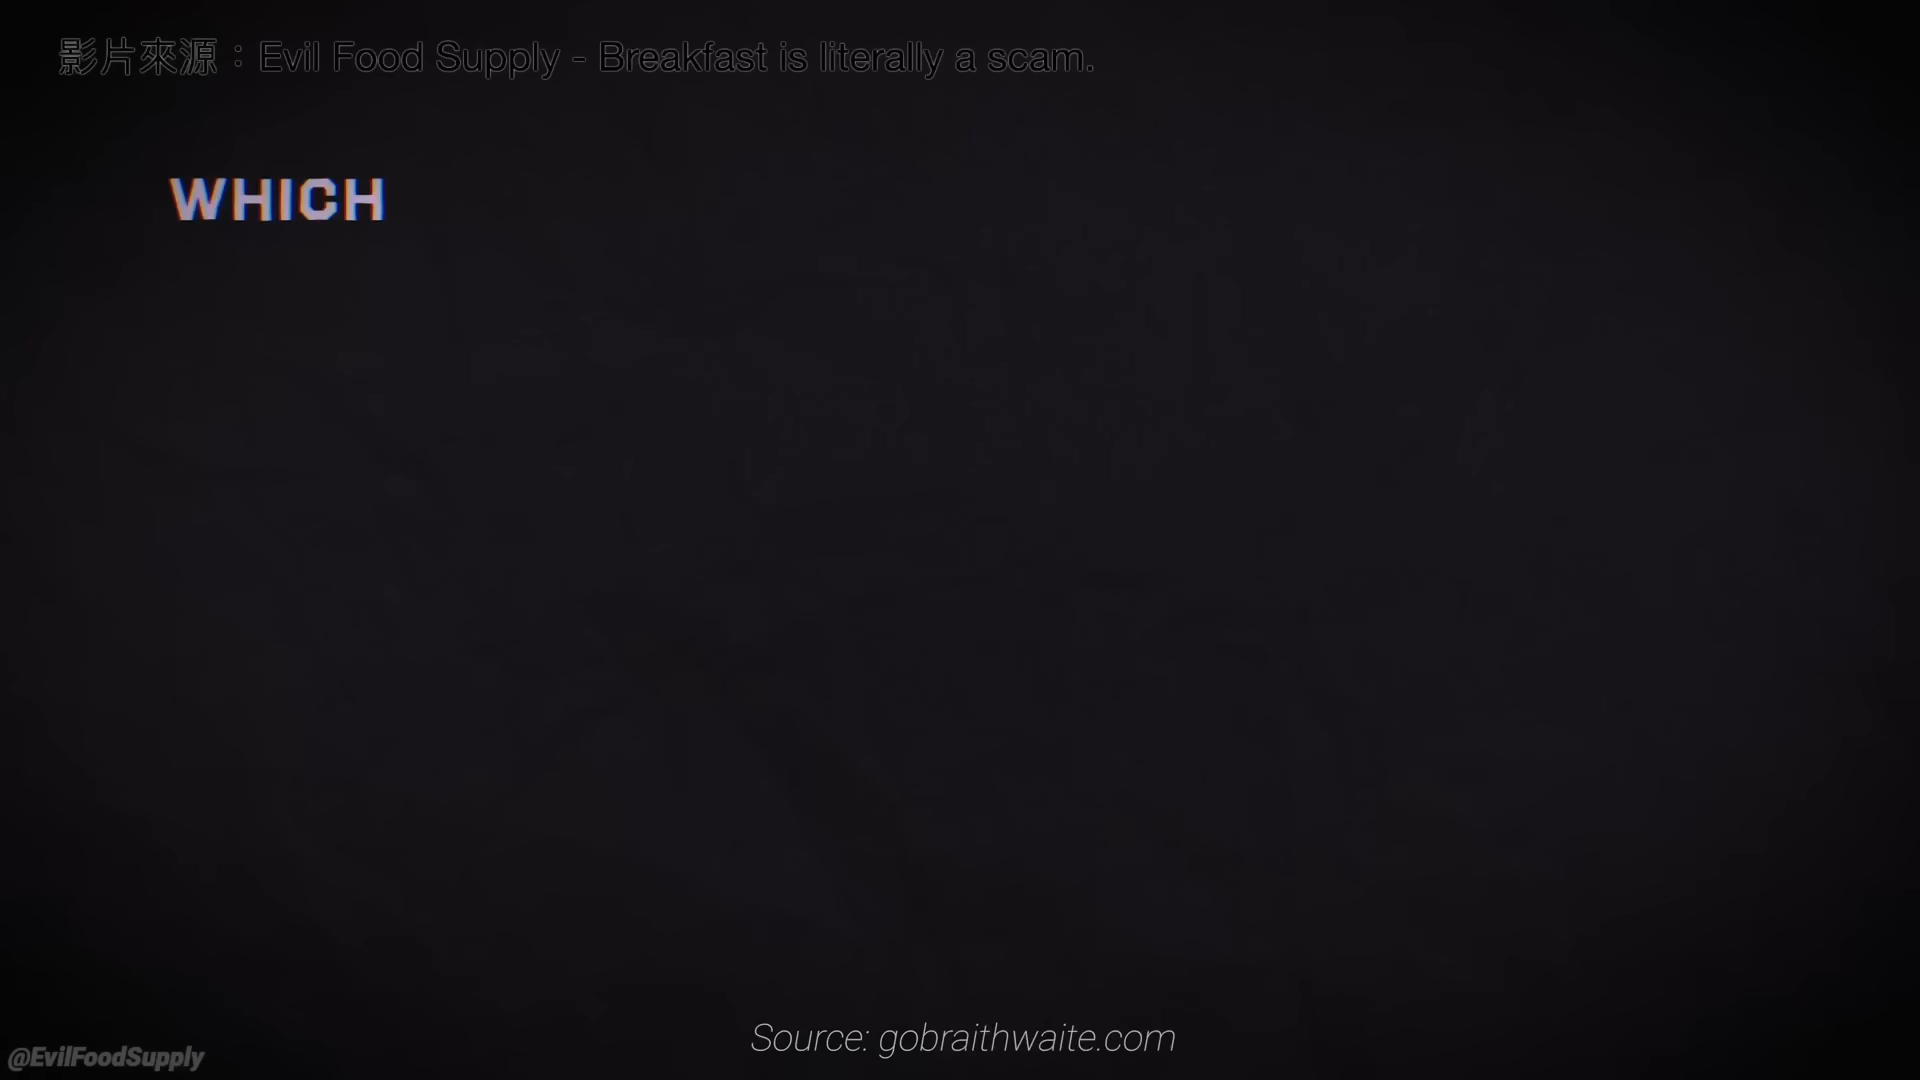 影片來源：Evil Food Supply - Breakfast is literally a scam.
WHICH
Source: gobraithwaite.com
@EvilFoodSupply